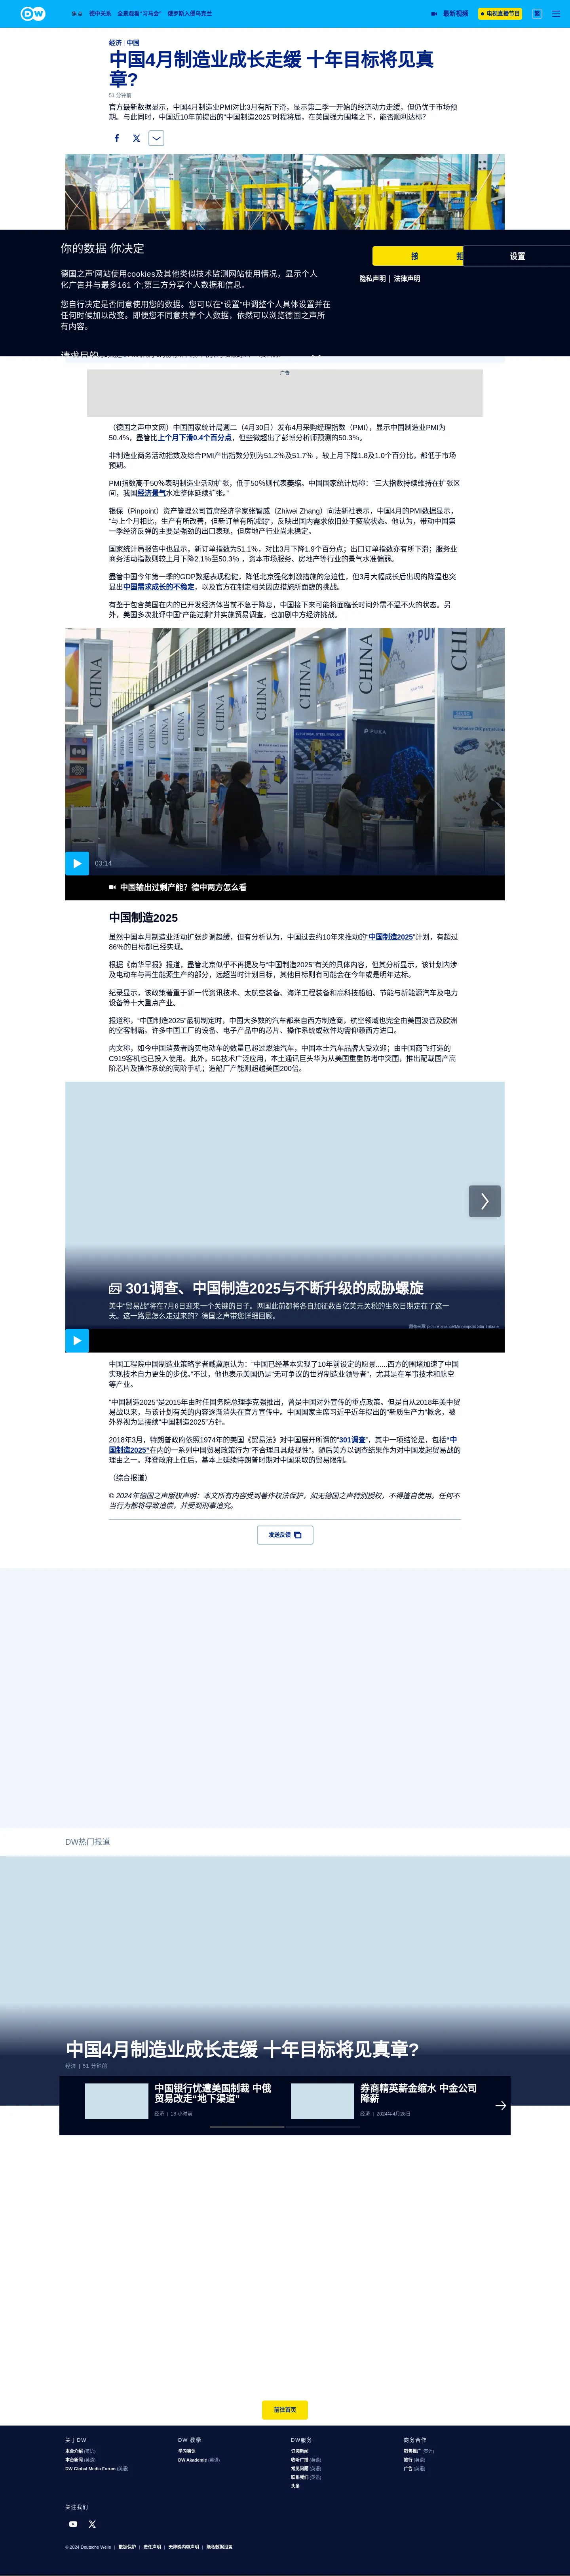 DW
焦点 德中关系 全景观看“习马会” 俄罗斯入侵乌克兰
最新视频 电视直播节目 繁
经济 | 中国
中国4月制造业成长走缓 十年目标将见真
章?
51 分钟前
官方最新数据显示，中国4月制造业PMI对比3月有所下滑，显示第二季一开始的经济动力走缓，但仍优于市场预
期。与此同时，中国近10年前提出的“中国制造2025”时程将届，在美国强力围堵之下，能否顺利达标?
你的数据 你决定
德国之声’网站使用cookies及其他类似技术监测网站使用情况，显示个人
化广告并与最多161 个;第三方分享个人数据和信息。
您自行决定是否同意使用您的数据。您可以在“设置”中调整个人具体设置并在
任何时候加以改变。即便您不同意共享个人数据，依然可以浏览德国之声所
有内容。
请求目的
设置
隐私声明 | 法律声明
广告
（德国之声中文网）中国国家统计局週二（4月30日）发布4月采购经理指数（PMI），显示中国制造业PMI为
50.4%，盡管比上个月下滑0.4个百分点，但些微超出了彭博分析师预测的50.3%。
非制造业商务活动指数及综合PMI产出指数分别为51.2％及51.7％ ，较上月下降1.8及1.0个百分比，都低于市场
预期。
PMI指数高于50%表明制造业活动扩张，低于50%则代表萎缩。中国国家统计局称：“三大指数持续维持在扩张区
间，我国经济景气水准整体延续扩张。”
银保（Pinpoint）资产管理公司首席经济学家张智威（Zhiwei Zhang）向法新社表示，中国4月的PMI数据显示，
“与上个月相比，生产有所改善，但新订单有所减弱”，反映出国内需求依旧处于疲软状态。他认为，带动中国第
一季经济反弹的主要是强劲的出口表现，但房地产行业尚未稳定。
国家统计局报告中也显示，新订单指数为51.1%，对比3月下降1.9个百分点；出口订单指数亦有所下滑；服务业
商务活动指数则较上月下降2.1%至50.3％ ，资本市场服务、房地产等行业的景气水准偏弱。
盡管中国今年第一季的GDP数据表现稳健，降低北京强化刺激措施的急迫性，但3月大幅成长后出现的降温也突
显出中国需求成长的不稳定，以及官方在制定相关因应措施所面临的挑战。
有鉴于包含美国在内的已开发经济体当前不急于降息，中国接下来可能将面临长时间外需不温不火的状态。另
外，美国多次批评中国“产能过剩”并实施贸易调查，也加剧中方经济挑战。
CHINA CHINA CHINA CHINA CHINA CHINA
03:14
中国输出过剩产能？德中两方怎么看
中国制造2025
虽然中国本月制造业活动扩张步调趋缓，但有分析认为，中国过去约10年来推动的“中国制造2025”计划，有超过
86％的目标都已经实现。
根据《南华早报》报道，盡管北京似乎不再提及与“中国制造2025”有关的具体内容，但其分析显示，该计划内涉
及电动车与再生能源产生的部分，远超当时计划目标，其他目标则有可能会在今年或是明年达标。
纪录显示，该政策著重于新一代资讯技术、太航空装备、海洋工程装备和高科技船舶、节能与新能源汽车及电力
设备等十大重点产业。
报道称，“中国制造2025”最初制定时，中国大多数的汽车都来自西方制造商，航空领域也完全由美国波音及欧洲
的空客制霸。许多中国工厂的设备、电子产品中的芯片、操作系统或软件均需仰赖西方进口。
内文称，如今中国消费者购买电动车的数量已超过燃油汽车，中国本土汽车品牌大受欢迎；由中国商飞打造的
C919客机也已投入使用。此外，5G技术广泛应用，本土通讯巨头华为从美国重重防堵中突围，推出配载国产高
阶芯片及操作系统的高阶手机；造船厂产能则超越美国200倍。
301调查、中国制造2025与不断升级的威胁螺旋
美中“贸易战”将在7月6日迎来一个关键的日子。两国此前都将各自加征数百亿美元关税的生效日期定在了这一
天。这一路是怎么走过来的？德国之声带您详细回顾。
图像来源: picture-alliance/Minneapolis Star Tribune
中国工程院中国制造业策略学者臧冀原认为：“中国已经基本实现了10年前设定的愿景......西方的围堵加速了中国
实现技术自力更生的步伐。”不过，他也表示美国仍是“无可争议的世界制造业领导者”，尤其是在军事技术和航空
等产业。
“中国制造2025”是2015年由时任国务院总理李克强推出，曾是中国对外宣传的重点政策。但是自从2018年美中贸
易战以来，与该计划有关的内容逐渐消失在官方宣传中。中国国家主席习近平近年提出的“新质生产力”概念，被
外界视为是接续“中国制造2025”方针。
2018年3月，特朗普政府依照1974年的美国《贸易法》对中国展开所谓的“301调查”，其中一项结论是，包括“中
国制造2025”在内的一系列中国贸易政策行为“不合理且具歧视性”，随后美方以调查结果作为对中国发起贸易战的
理由之一。拜登政府上任后，基本上延续特朗普时期对中国采取的贸易限制。
（综合报道）
© 2024年德国之声版权声明：本文所有内容受到著作权法保护，如无德国之声特别授权，不得擅自使用。任何不
当行为都将导致追偿，并受到刑事追究。
发送反馈
DW热门报道
中国4月制造业成长走缓 十年目标将见真章?
经济 | 51 分钟前
中国银行忧遭美国制裁 中俄
贸易改走“地下渠道”
经济 | 18 小时前
券商精英薪金缩水 中金公司
降薪
经济 | 2024年4月28日
前往首页
关于DW
本台介绍 (英语)
本台新闻 (英语)
DW Global Media Forum (英语)
DW 教學
学习德语
DW Akademie (英语)
DW服务
订阅新闻
收听广播 (英语)
常见问题 (英语)
联系我们 (英语)
头条
商务合作
销售推广 (英语)
旅行 (英语)
广告 (英语)
关注我们
© 2024 Deutsche Welle | 数据保护 | 责任声明 | 无障碍内容声明 | 隐私数据设置